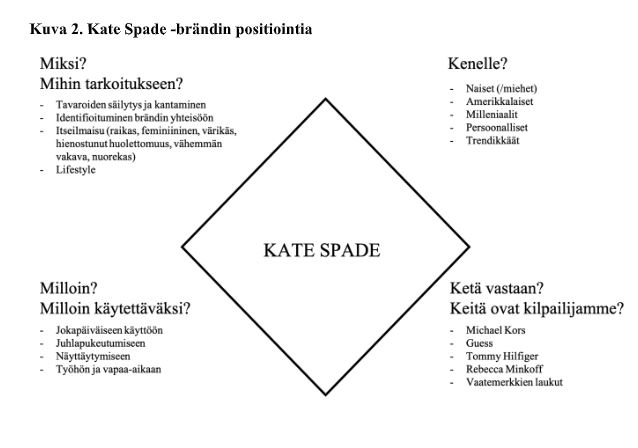 Kuva 2. Kate Spade -brändin positiointia
Miksi?
Mihin tarkoitukseen?
- Tavaroiden säilytys ja kantaminen
- Identifioituminen brändin yhteisöön
- Itseilmaisu (raikas, feminiininen, värikäs,
hienostunut huolettomuus, vähemmän
vakava, nuorekas)
- Lifestyle
Kenelle?
- Naiset (/miehet)
- Amerikkalaiset
- Milleniaalit
- Persoonalliset
- Trendikkäät
KATE SPADE
Milloin?
Milloin käytettäväksi?
- Jokapäiväiseen käyttöön
- Juhlapukeutumiseen
- Näyttäytymiseen
- Työhön ja vapaa-aikaan
Ketä vastaan?
Keitä ovat kilpailijamme?
- Michael Kors
- Guess
- Tommy Hilfiger
- Rebecca Minkoff
- Vaatemerkkien laukut